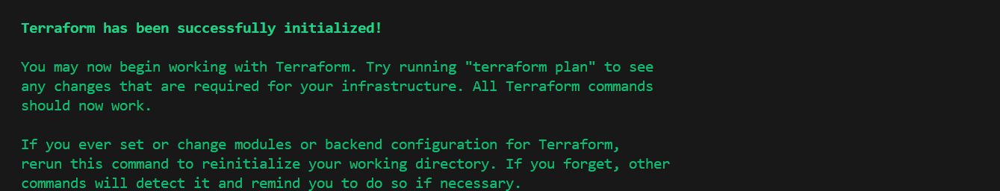 Terraform has been successfully initialized!
You may now begin working with Terraform. Try running "terraform plan" to see
any changes that are required for your infrastructure. All Terraform commands
should now work.
If you ever set or change modules or backend configuration for Terraform,
rerun this command to reinitialize your working directory. If you forget, other
commands will detect it and remind you to do so if necessary.